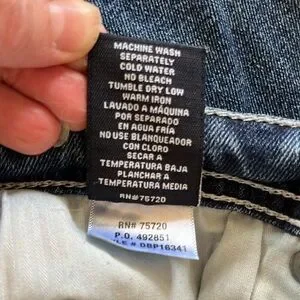 MACHINE WASH
SEPARATELY
COLD WATER
NO BLEACH
TUMBLE DRY LOW
WARM IRON
LAVADO A MÁQUINA
POR SEPARADO
EN AGUA FRÍA
NO USE BLANQUEADOR
CON CLORO
SECAR A
TEMPERATURA BAJA
PLANCHAR A
TEMPERATURA MEDIA
RN# 75720
RN# 75720
P.O. 492851
LE # DBP16341